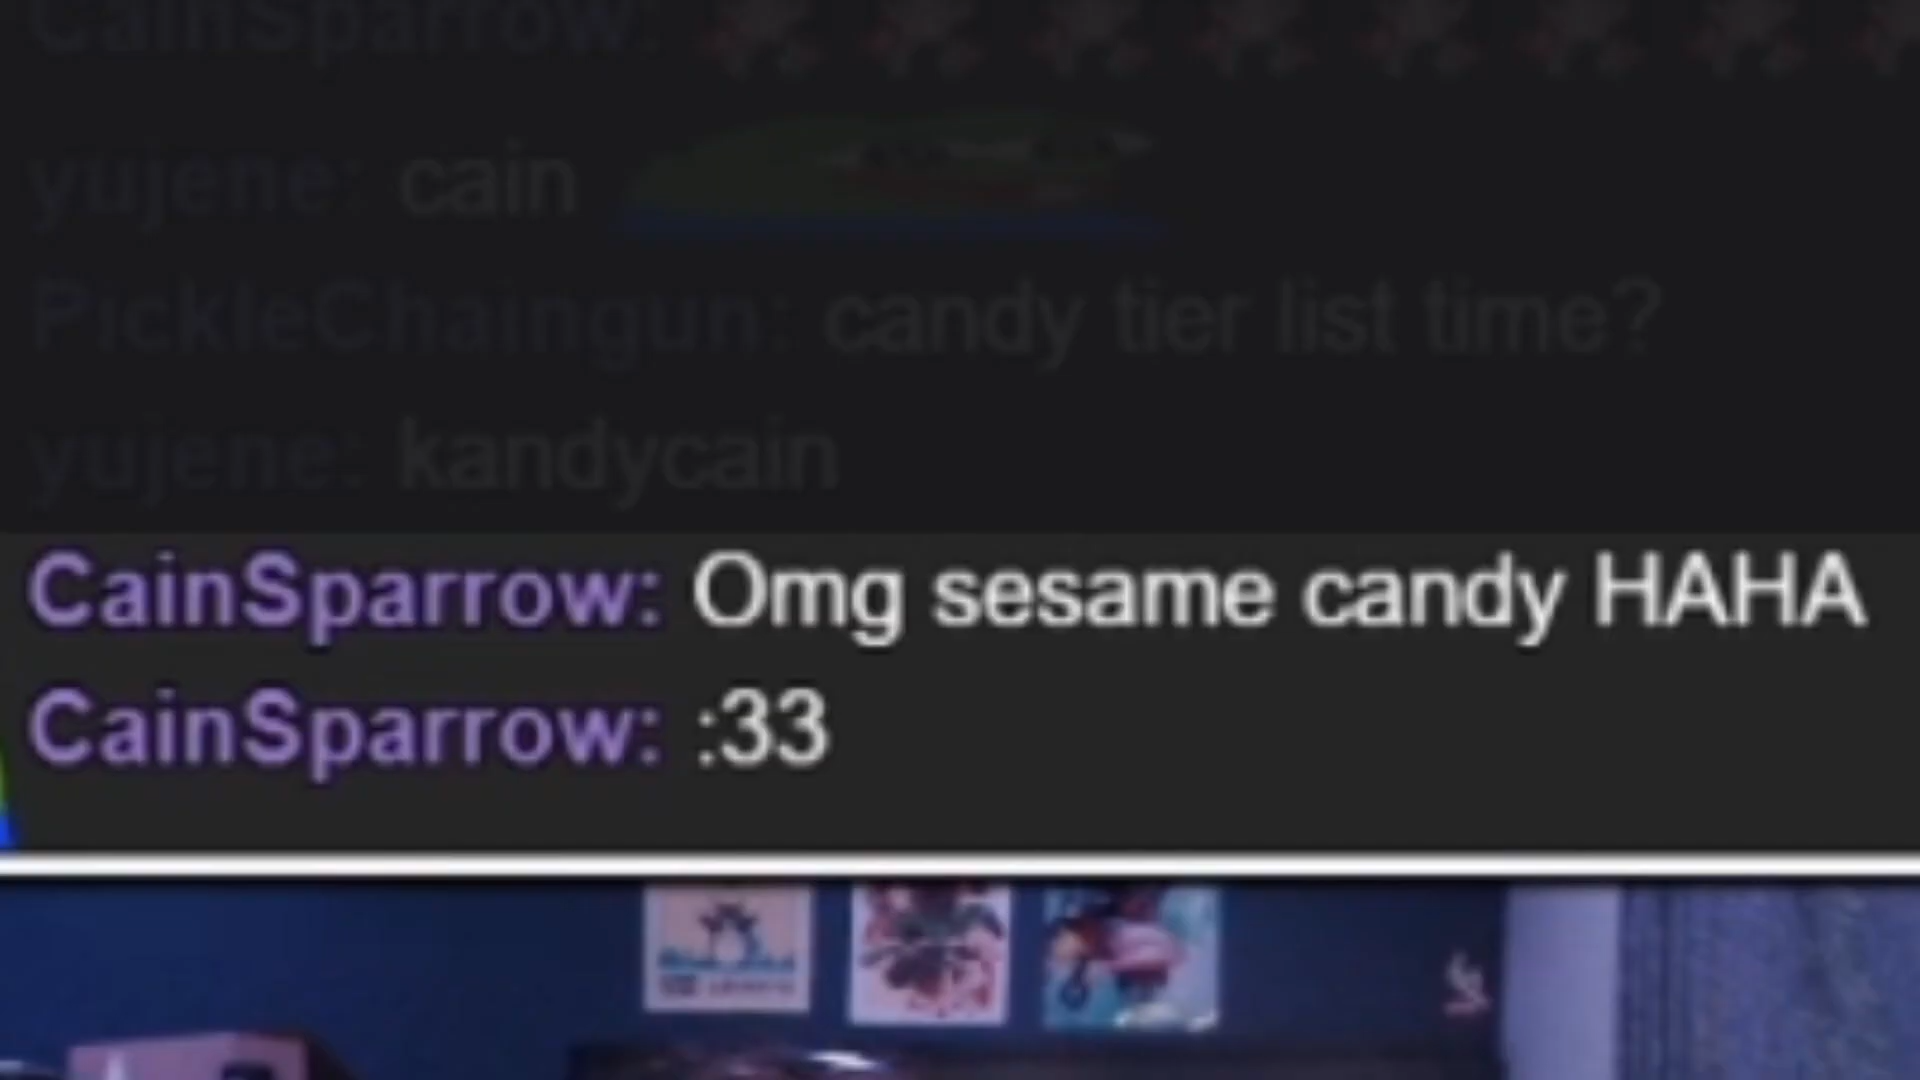 CainSparrow:
yujene: cain
PickleChaingun: candy tier list time?
yujene: kandycain
CainSparrow: Omg sesame candy HAHA
CainSparrow: :33